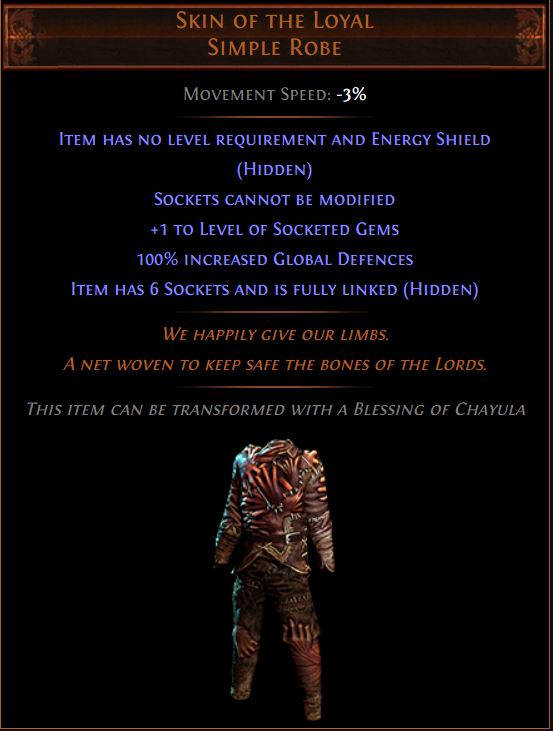 Skin of the Loyal
Simple Robe
Movement Speed: -3%
Item has no level requirement and Energy Shield
(Hidden)
Sockets cannot be modified
+1 to Level of Socketed Gems
100% increased Global Defences
Item has 6 Sockets and is fully linked (Hidden)
We happily give our limbs.
A net woven to keep safe the bones of the Lords.
This item can be transformed with a Blessing of Chayula